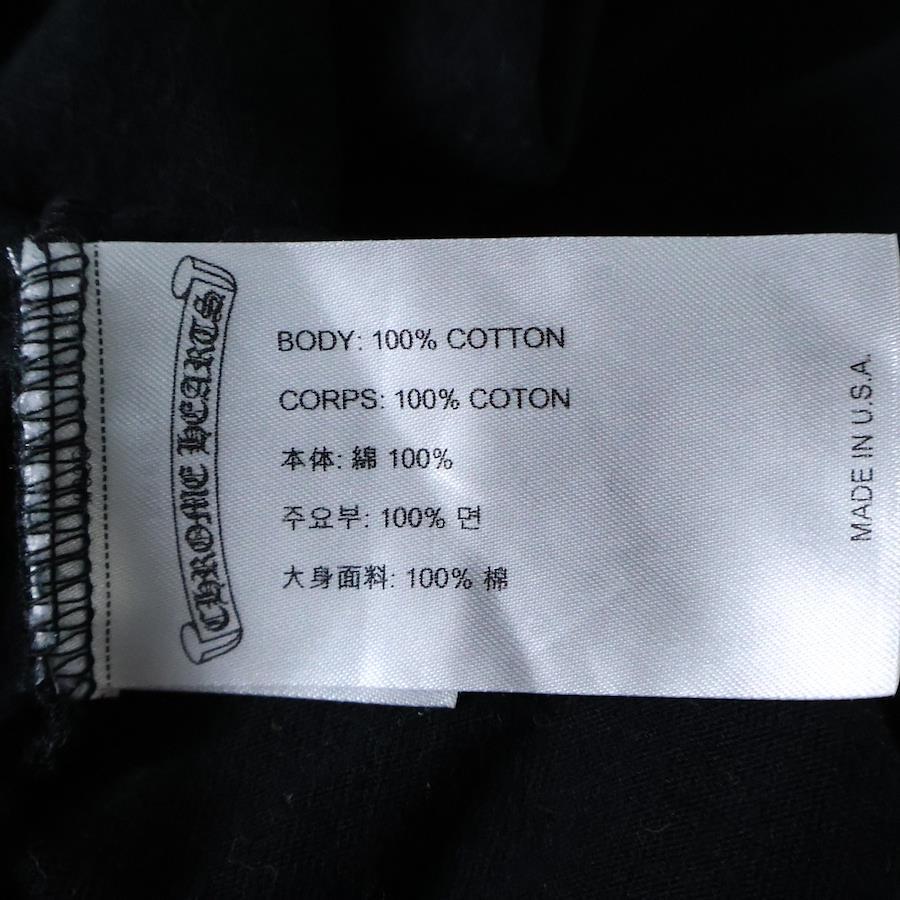 CHROME HEARTS
BODY: 100% COTTON
CORPS: 100% COTON
本体: 綿 100%
주요부: 100% 면
大身面料: 100% 棉
MADE IN U.S.A.